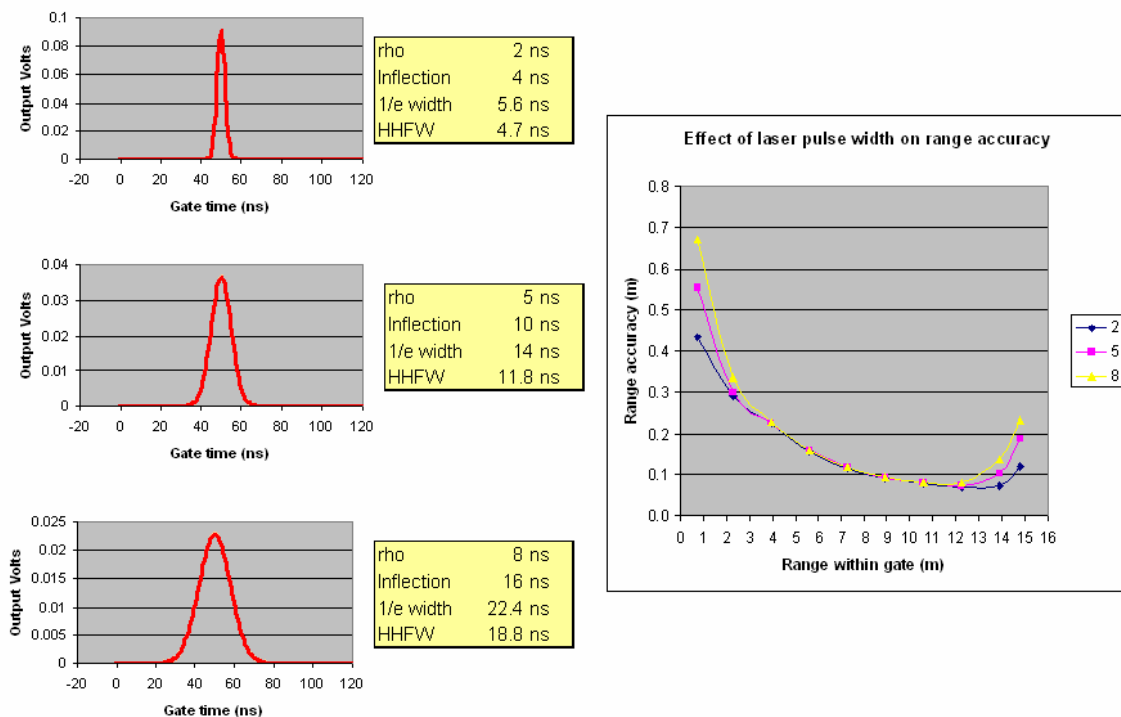 0.1
0.08
0.06
0.04
0.02
0
Output Volts
-20 0 20 40 60 80 100 120
Gate time (ns)
rho 2 ns
Inflection 4 ns
1/e width 5.6 ns
HHFW 4.7 ns
0.04
0.03
0.02
0.01
0
Output Volts
-20 0 20 40 60 80 100 120
Gate time (ns)
rho 5 ns
Inflection 10 ns
1/e width 14 ns
HHFW 11.8 ns
0.025
0.02
0.015
0.01
0.005
0
Output Volts
-20 0 20 40 60 80 100 120
Gate time (ns)
rho 8 ns
Inflection 16 ns
1/e width 22.4 ns
HHFW 18.8 ns
Effect of laser pulse width on range accuracy
0.8
0.7
0.6
0.5
0.4
0.3
0.2
0.1
0.0
Range accuracy (m)
0 1 2 3 4 5 6 7 8 9 10 11 12 13 14 15 16
Range within gate (m)
2
5
8